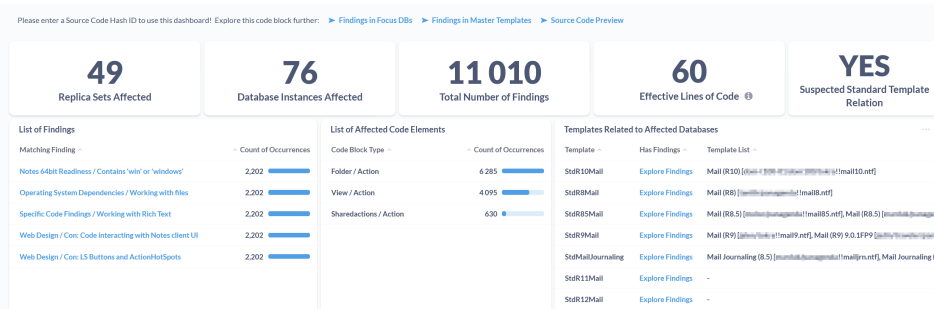 Please enter a Source Code Hash ID to use this dashboard! Explore this code block further: ➤ Findings in Focus DBs ➤ Findings in Master Templates ➤ Source Code Preview
49
Replica Sets Affected
76
Database Instances Affected
11 010
Total Number of Findings
60
Effective Lines of Code
YES
Suspected Standard Template
Relation
List of Findings
Matching Finding Count of Occurrences
Notes 64bit Readiness / Contains 'win' or 'windows' 2,202
Operating System Dependencies / Working with files 2,202
Specific Code Findings / Working with Rich Text 2,202
Web Design / Con: Code interacting with Notes client UI 2,202
Web Design / Con: LS Buttons and ActionHotSpots 2,202
List of Affected Code Elements
Code Block Type Count of Occurrences
Folder / Action 6 285
View / Action 4 095
Sharedactions / Action 630
Templates Related to Affected Databases
Template Has Findings Template List
StdR10Mail Explore Findings Mail (R10) [!!mail10.ntf]
StdR8Mail Explore Findings Mail (R8) [!!mail8.ntf]
StdR85Mail Explore Findings Mail (R8.5) [!!mail85.ntf], Mail (R8.5) [
StdR9Mail Explore Findings Mail (R9) [!!mail9.ntf], Mail (R9) 9.0.1FP9 [
StdMailJournaling Explore Findings Mail Journaling (8.5) [!!mailjrn.ntf], Mail Journaling (
StdR11Mail Explore Findings -
StdR12Mail Explore Findings -